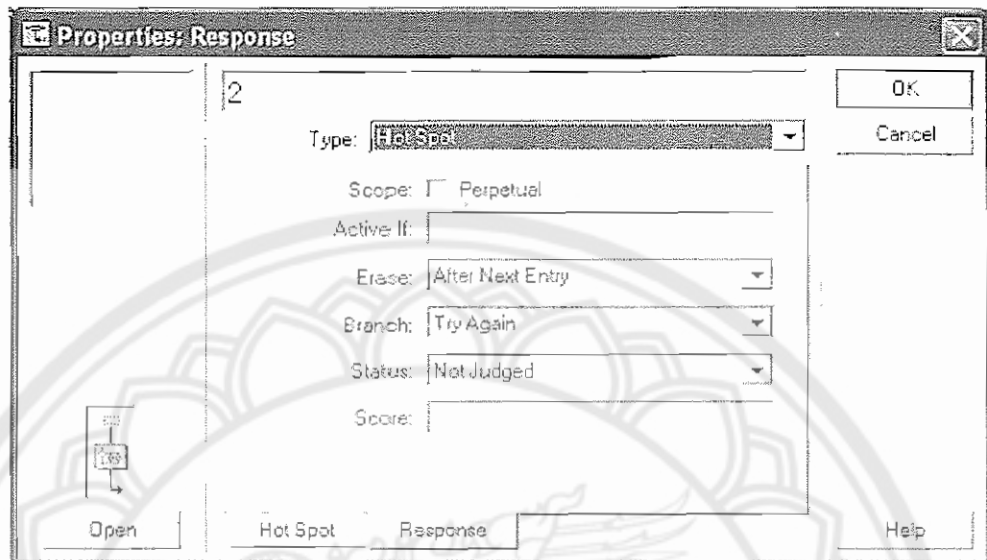 Properties: Response
2
OK
Type: Hot Spot
Cancel
Scope: Perpetual
Active If:
Erase: After Next Entry
Branch: Try Again
Status: Not Judged
Score:
Open
Hot Spot
Response
Help